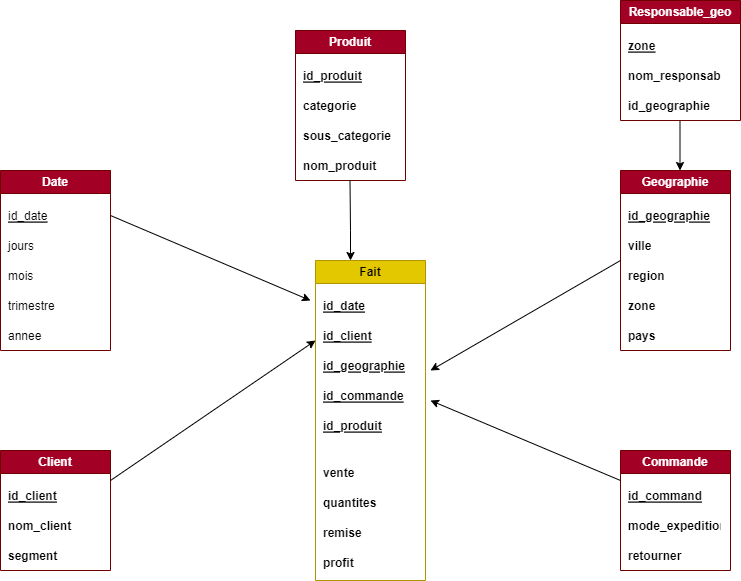 Responsable_geo
zone
nom_responsab
id_geographie
Produit
id_produit
categorie
sous_categorie
nom_produit
Date
id_date
jours
mois
trimestre
annee
Geographie
id_geographie
ville
region
zone
pays
Fait
id_date
id_client
id_geographie
id_commande
id_produit
vente
quantites
remise
profit
Client
id_client
nom_client
segment
Commande
id_command
mode_expedition
retourner